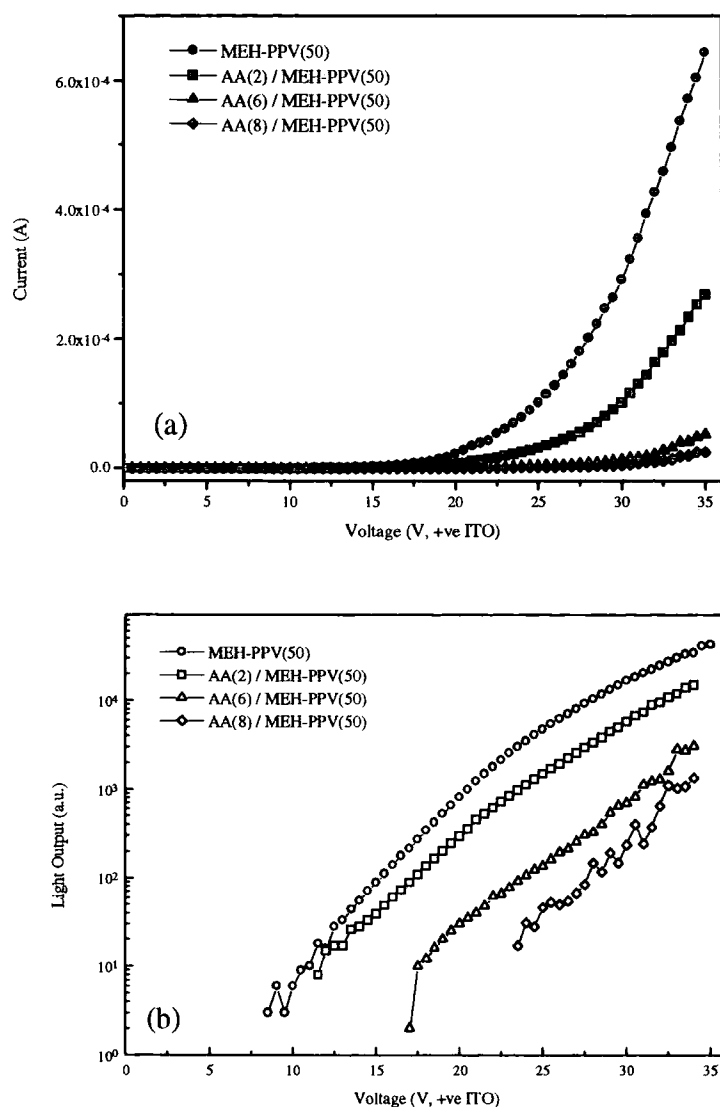 MEH-PPV(50)
AA(2) / MEH-PPV(50)
AA(6) / MEH-PPV(50)
AA(8) / MEH-PPV(50)
6.0x10-4
4.0x10-4
2.0x10-4
0.0
Current (A)
(a)
0 5 10 15 20 25 30 35
Voltage (V, +ve ITO)
MEH-PPV(50)
AA(2) / MEH-PPV(50)
AA(6) / MEH-PPV(50)
AA(8) / MEH-PPV(50)
10⁴
10³
10²
10¹
10⁰
Light Output (a.u.)
(b)
0 5 10 15 20 25 30 35
Voltage (V, +ve ITO)